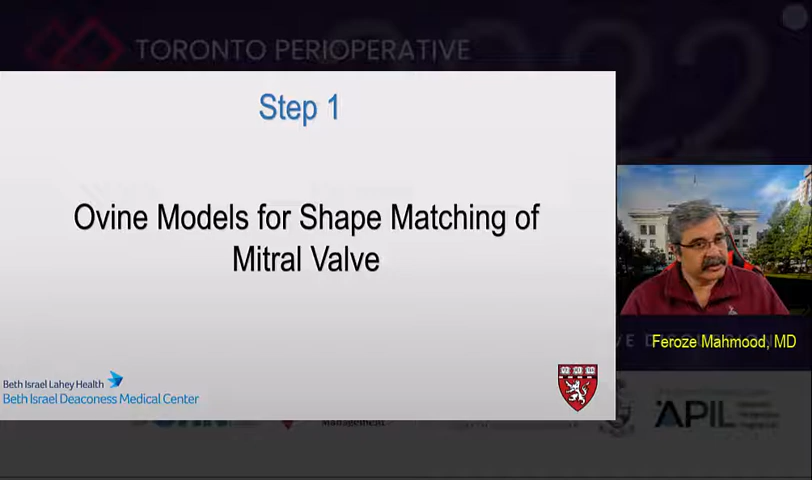 TORONTO PERIOPERATIVE
Step 1
Ovine Models for Shape Matching of
Mitral Valve
Feroze Mahmood, MD
Beth Israel Lahey Health
Beth Israel Deaconess Medical Center
Management
APIL